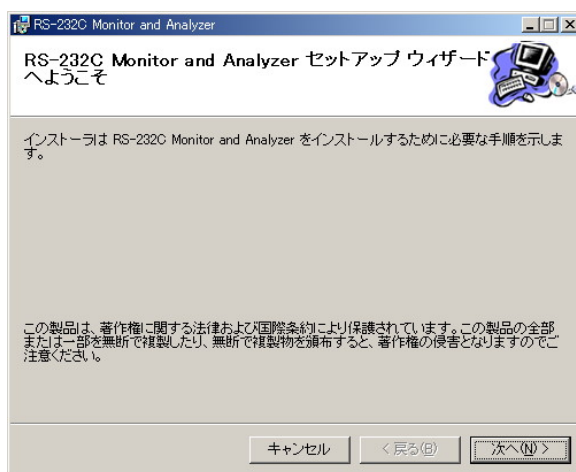 RS-232C Monitor and Analyzer
RS-232C Monitor and Analyzer セットアップ ウィザード
へようこそ
インストーラは RS-232C Monitor and Analyzer をインストールするために必要な手順を示しま
す。
この製品は、著作権に関する法律および国際条約により保護されています。この製品の全部
または一部を無断で複製したり、無断で複製物を頒布すると、著作権の侵害となりますのでご
注意ください。
キャンセル
< 戻る(B)
次へ(N) >